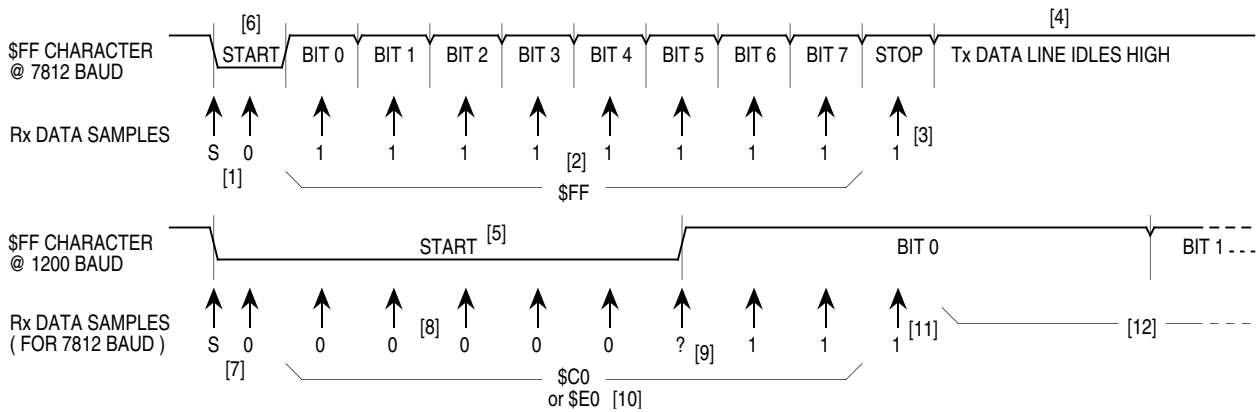 [6] [4]
$FF CHARACTER
@ 7812 BAUD
START BIT 0 BIT 1 BIT 2 BIT 3 BIT 4 BIT 5 BIT 6 BIT 7 STOP Tx DATA LINE IDLES HIGH
Rx DATA SAMPLES
S 0 1 1 1 1 1 1 1 1 1 [3]
[1] [2]
$FF
$FF CHARACTER
@ 1200 BAUD
START [5] BIT 0 BIT 1
Rx DATA SAMPLES
( FOR 7812 BAUD )
S 0 0 0 0 0 0 ? 1 1 1
[7] [8] [9] [11] [12]
$C0
or $E0 [10]